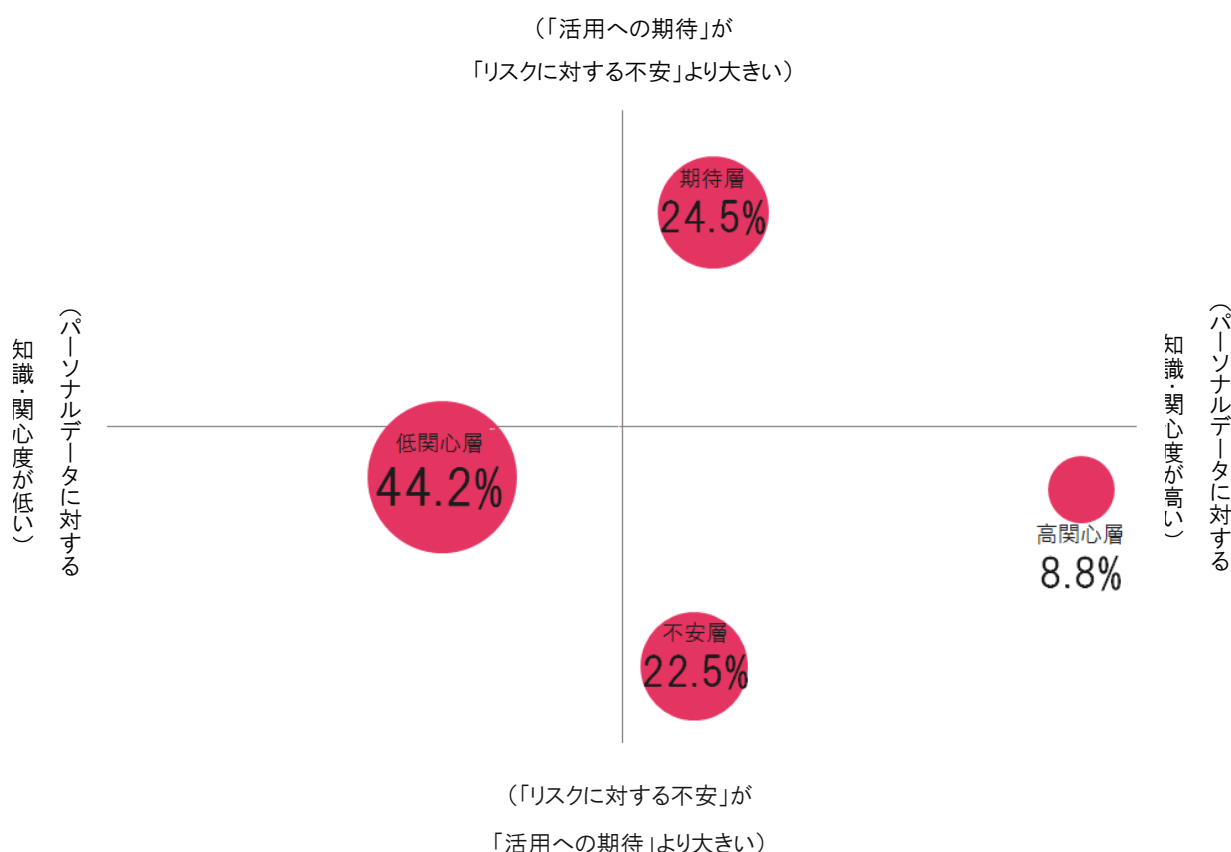 （「活用への期待」が
「リスクに対する不安」より大きい）
期待層
24.5%
（パーソナルデータに対する
知識・関心度が低い）
低関心層
44.2%
（パーソナルデータに対する
知識・関心度が高い）
高関心層
8.8%
不安層
22.5%
（「リスクに対する不安」が
「活用への期待」より大きい）